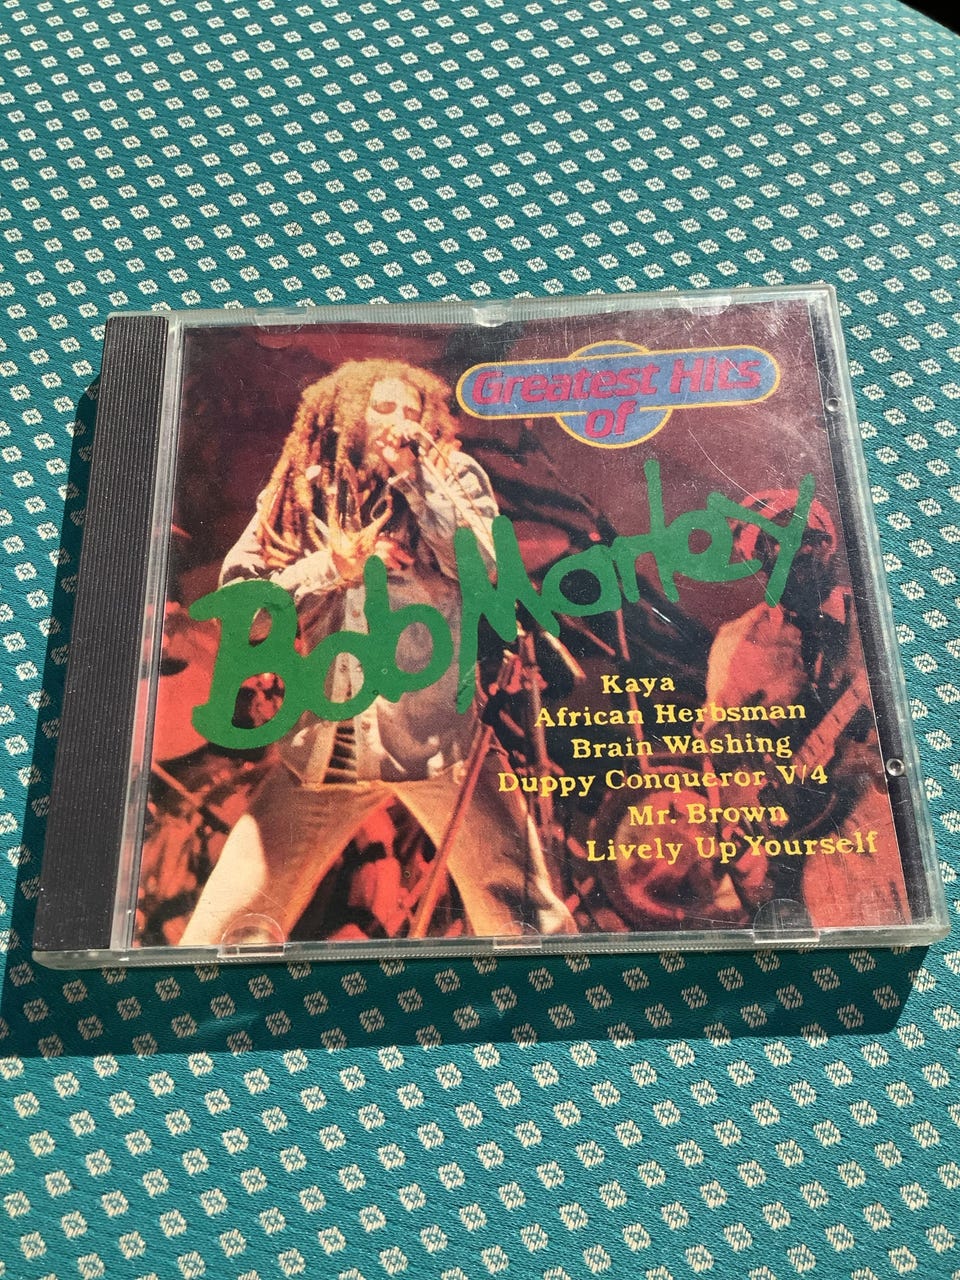 Greatest Hits
of
Bob Marley
Kaya
African Herbsman
Brain Washing
Duppy Conqueror V/4
Mr. Brown
Lively Up Yourself